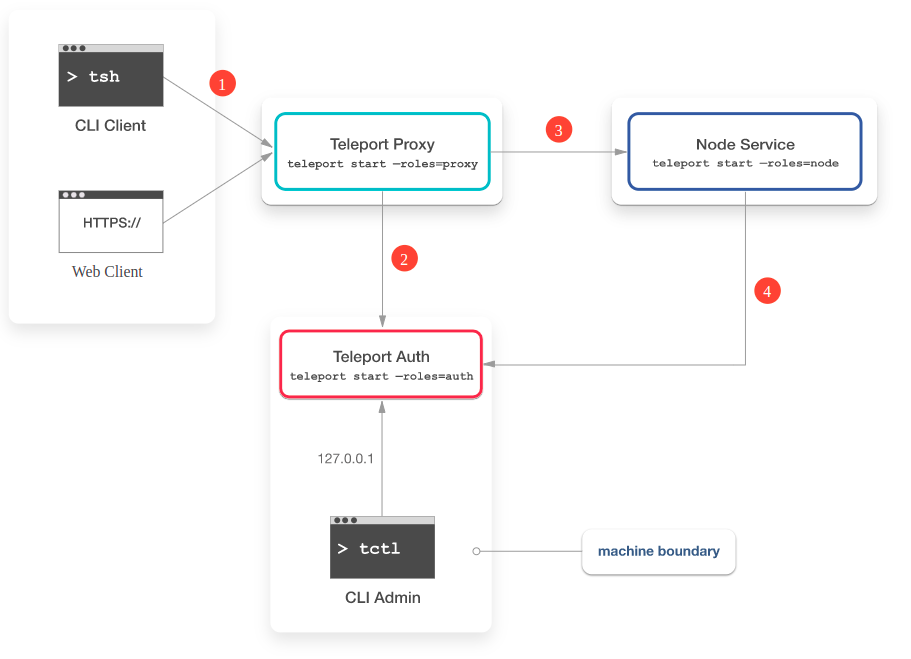 > tsh
CLI Client
1
HTTPS://
Web Client
Teleport Proxy
teleport start —roles=proxy
3
Node Service
teleport start —roles=node
2
4
Teleport Auth
teleport start —roles=auth
127.0.0.1
> tctl
CLI Admin
machine boundary